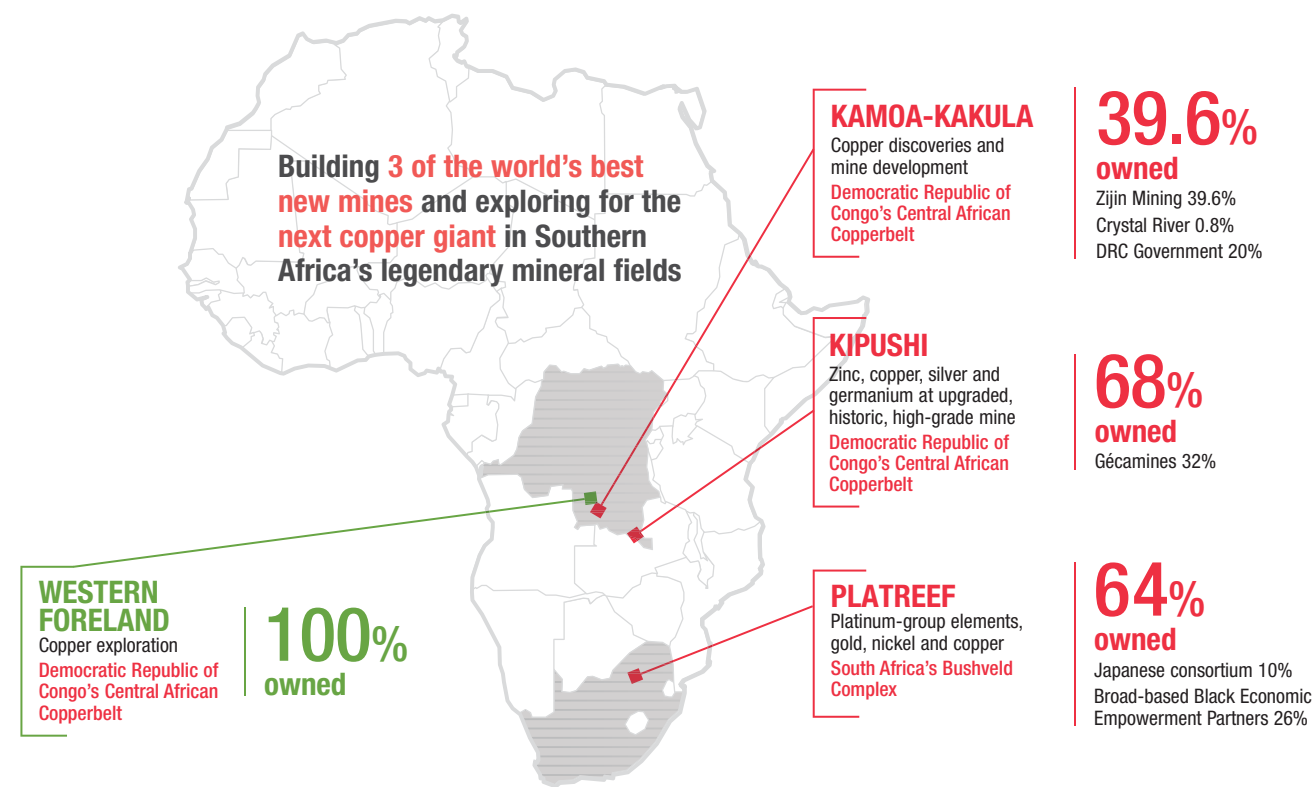 Building 3 of the world's best
new mines and exploring for the
next copper giant in Southern
Africa's legendary mineral fields
KAMOA-KAKULA
Copper discoveries and
mine development
Democratic Republic of
Congo's Central African
Copperbelt
39.6%
owned
Zijin Mining 39.6%
Crystal River 0.8%
DRC Government 20%
KIPUSHI
Zinc, copper, silver and
germanium at upgraded,
historic, high-grade mine
Democratic Republic of
Congo's Central African
Copperbelt
68%
owned
Gécamines 32%
WESTERN
FORELAND
Copper exploration
Democratic Republic of
Congo's Central African
Copperbelt
100%
owned
PLATREEF
Platinum-group elements,
gold, nickel and copper
South Africa's Bushveld
Complex
64%
owned
Japanese consortium 10%
Broad-based Black Economic
Empowerment Partners 26%